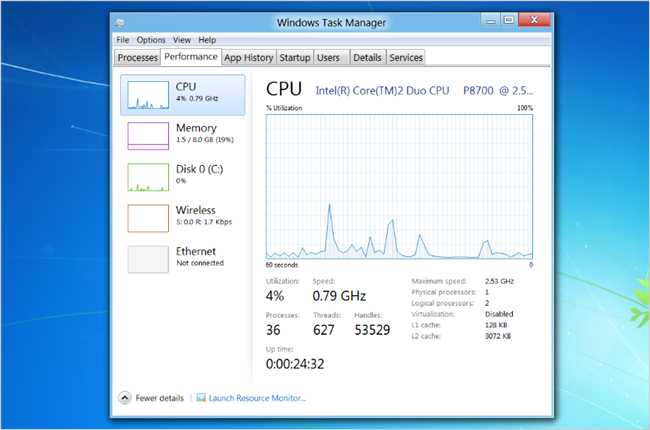 Windows Task Manager
File Options View Help
Processes Performance App History Startup Users Details Services
CPU
4% 0.79 GHz
Memory
1.5 / 8.0 GB (19%)
Disk 0 (C:)
0%
Wireless
S: 0.0 R: 1.7 Kbps
Ethernet
Not connected
CPU Intel(R) Core(TM)2 Duo CPU P8700 @ 2.5...
% Utilization 100%
60 seconds 0
Utilization: Speed:
4% 0.79 GHz
Processes: Threads: Handles:
36 627 53529
Up time:
0:00:24:32
Maximum speed: 2.53 GHz
Physical processors: 1
Logical processors: 2
Virtualization: Disabled
L1 cache: 128 KB
L2 cache: 3072 KB
Fewer details Launch Resource Monitor...